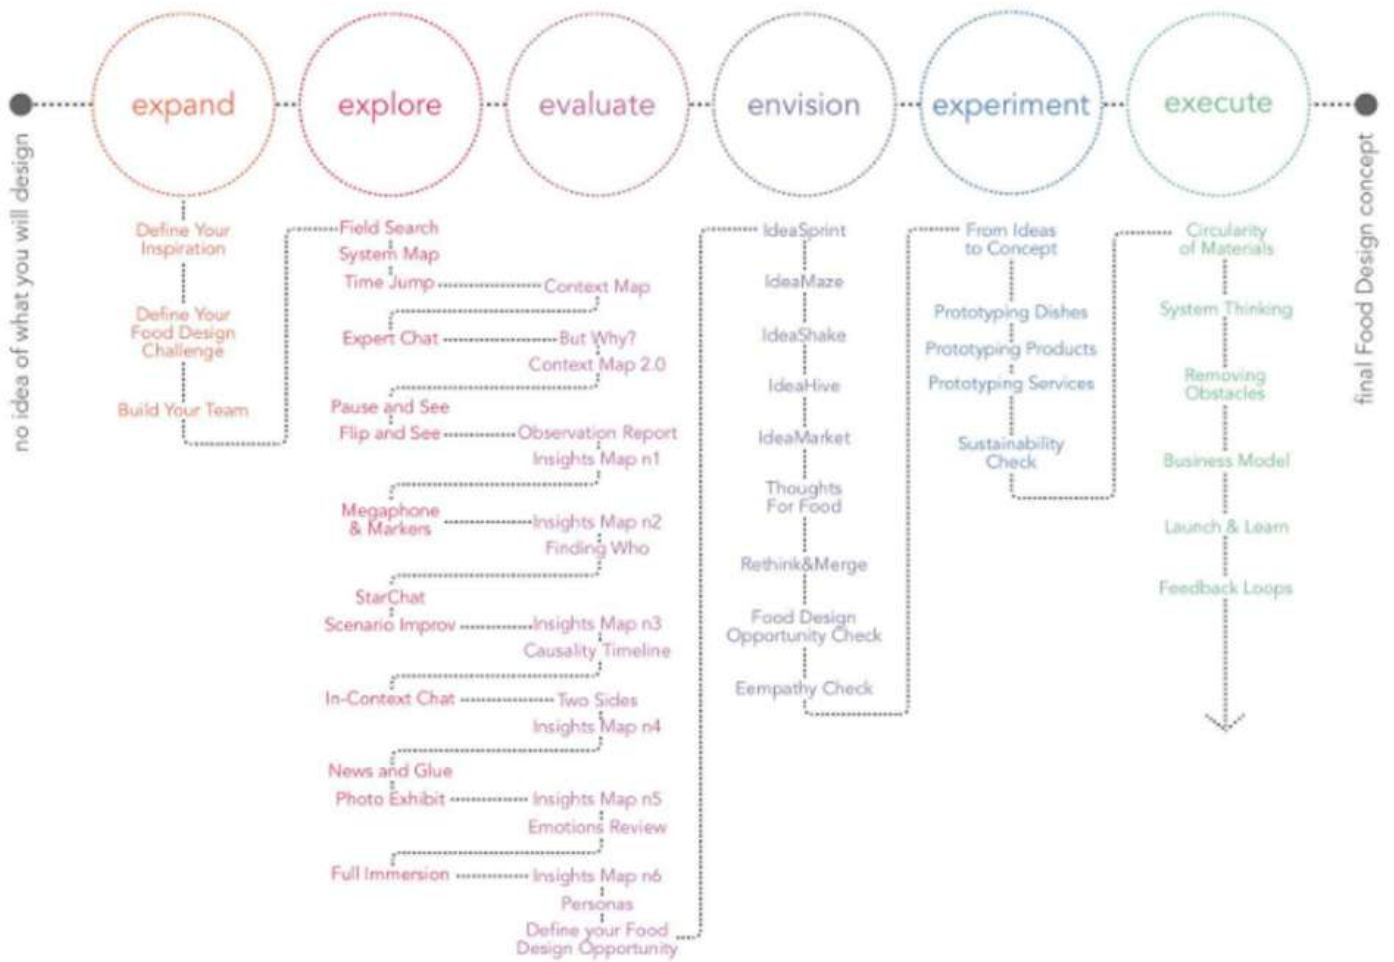 no idea of what you will design
expand
explore
evaluate
envision
experiment
execute
final Food Design concept
Define Your
Inspiration
Define Your
Food Design
Challenge
Build Your Team
Field Search
System Map
Time Jump
Context Map
Expert Chat
But Why?
Context Map 2.0
Pause and See
Flip and See
Observation Report
Insights Map n1
Megaphone
& Markers
Insights Map n2
Finding Who
StarChat
Scenario Improv
Insights Map n3
Causality Timeline
In-Context Chat
Two Sides
Insights Map n4
News and Glue
Photo Exhibit
Insights Map n5
Emotions Review
Full Immersion
Insights Map n6
Personas
Define your Food
Design Opportunity
IdeaSprint
IdeaMaze
IdeaShake
IdeaHive
IdeaMarket
Thoughts
For Food
Rethink&Merge
Food Design
Opportunity Check
Eempathy Check
From Ideas
to Concept
Prototyping Dishes
Prototyping Products
Prototyping Services
Sustainability
Check
Circularity
of Materials
System Thinking
Removing
Obstacles
Business Model
Launch & Learn
Feedback Loops